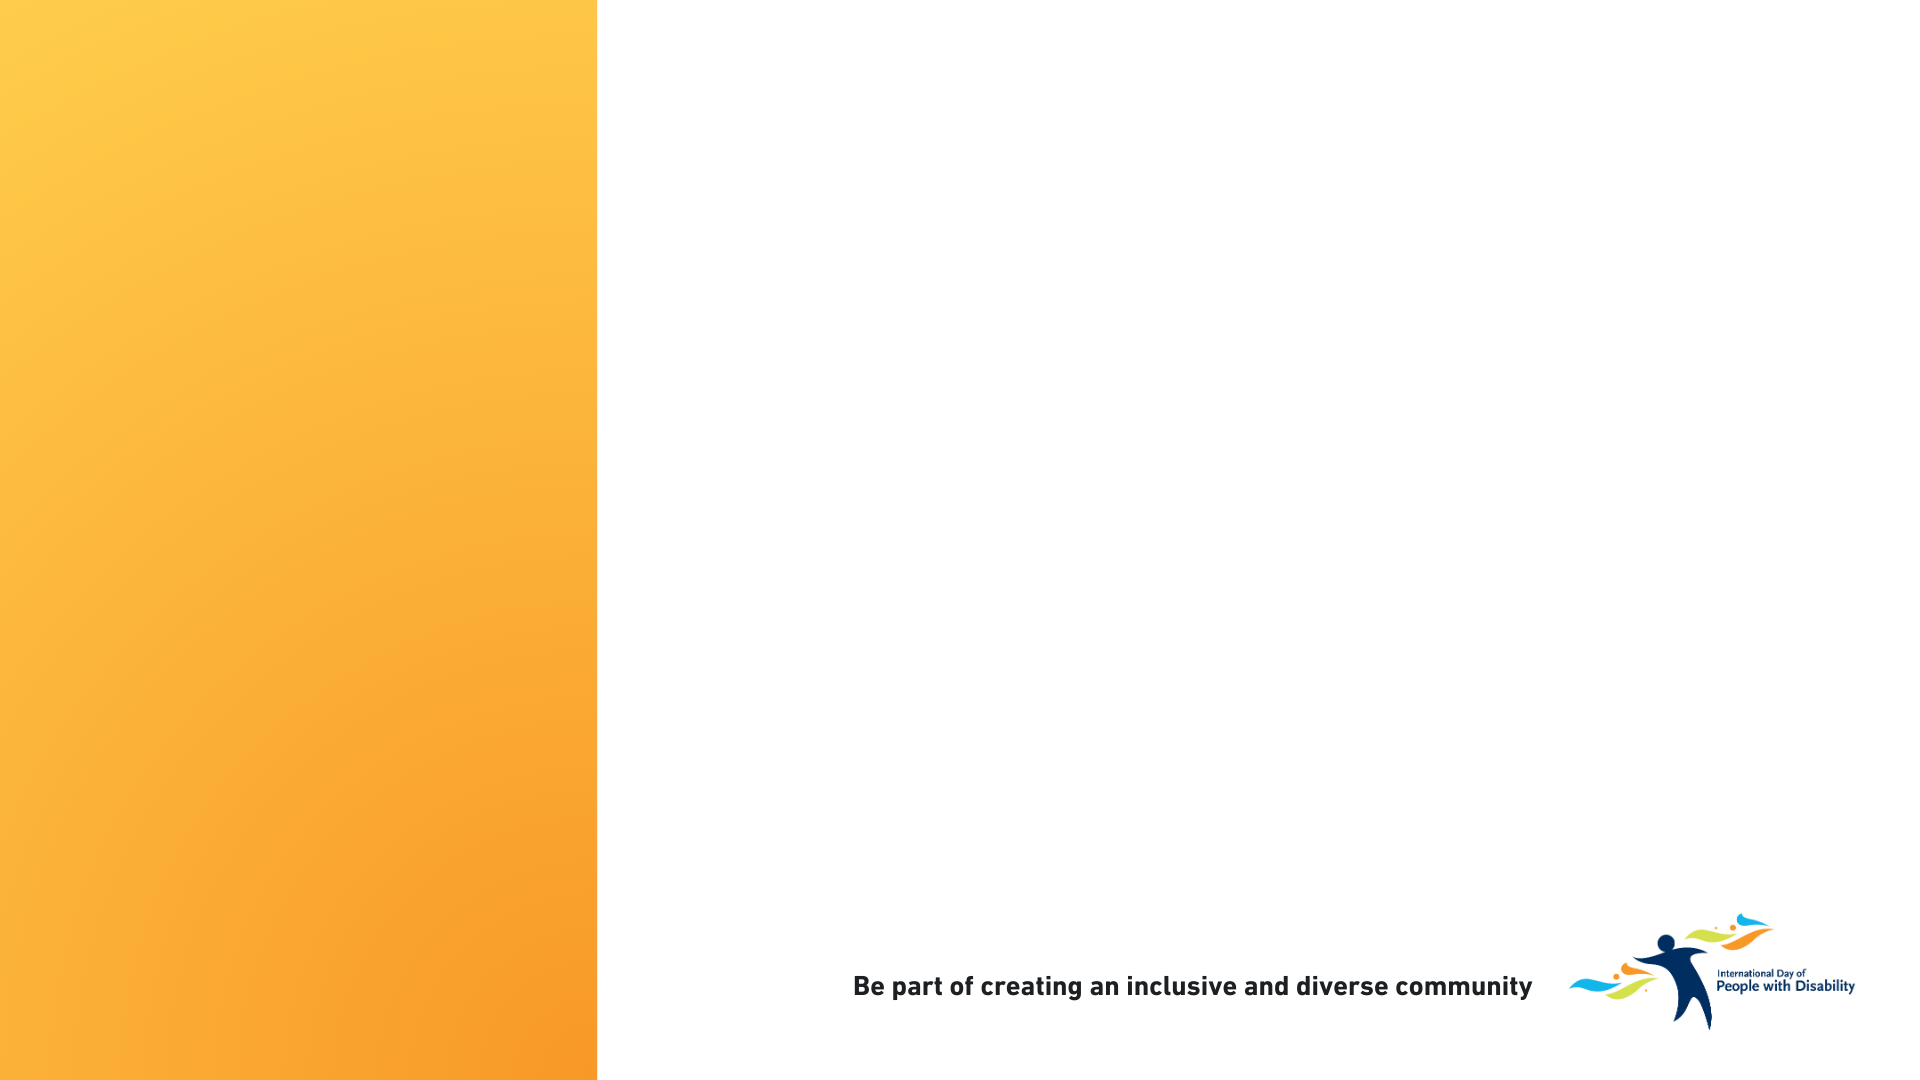 Be part of creating an inclusive and diverse community
International Day of
People with Disability